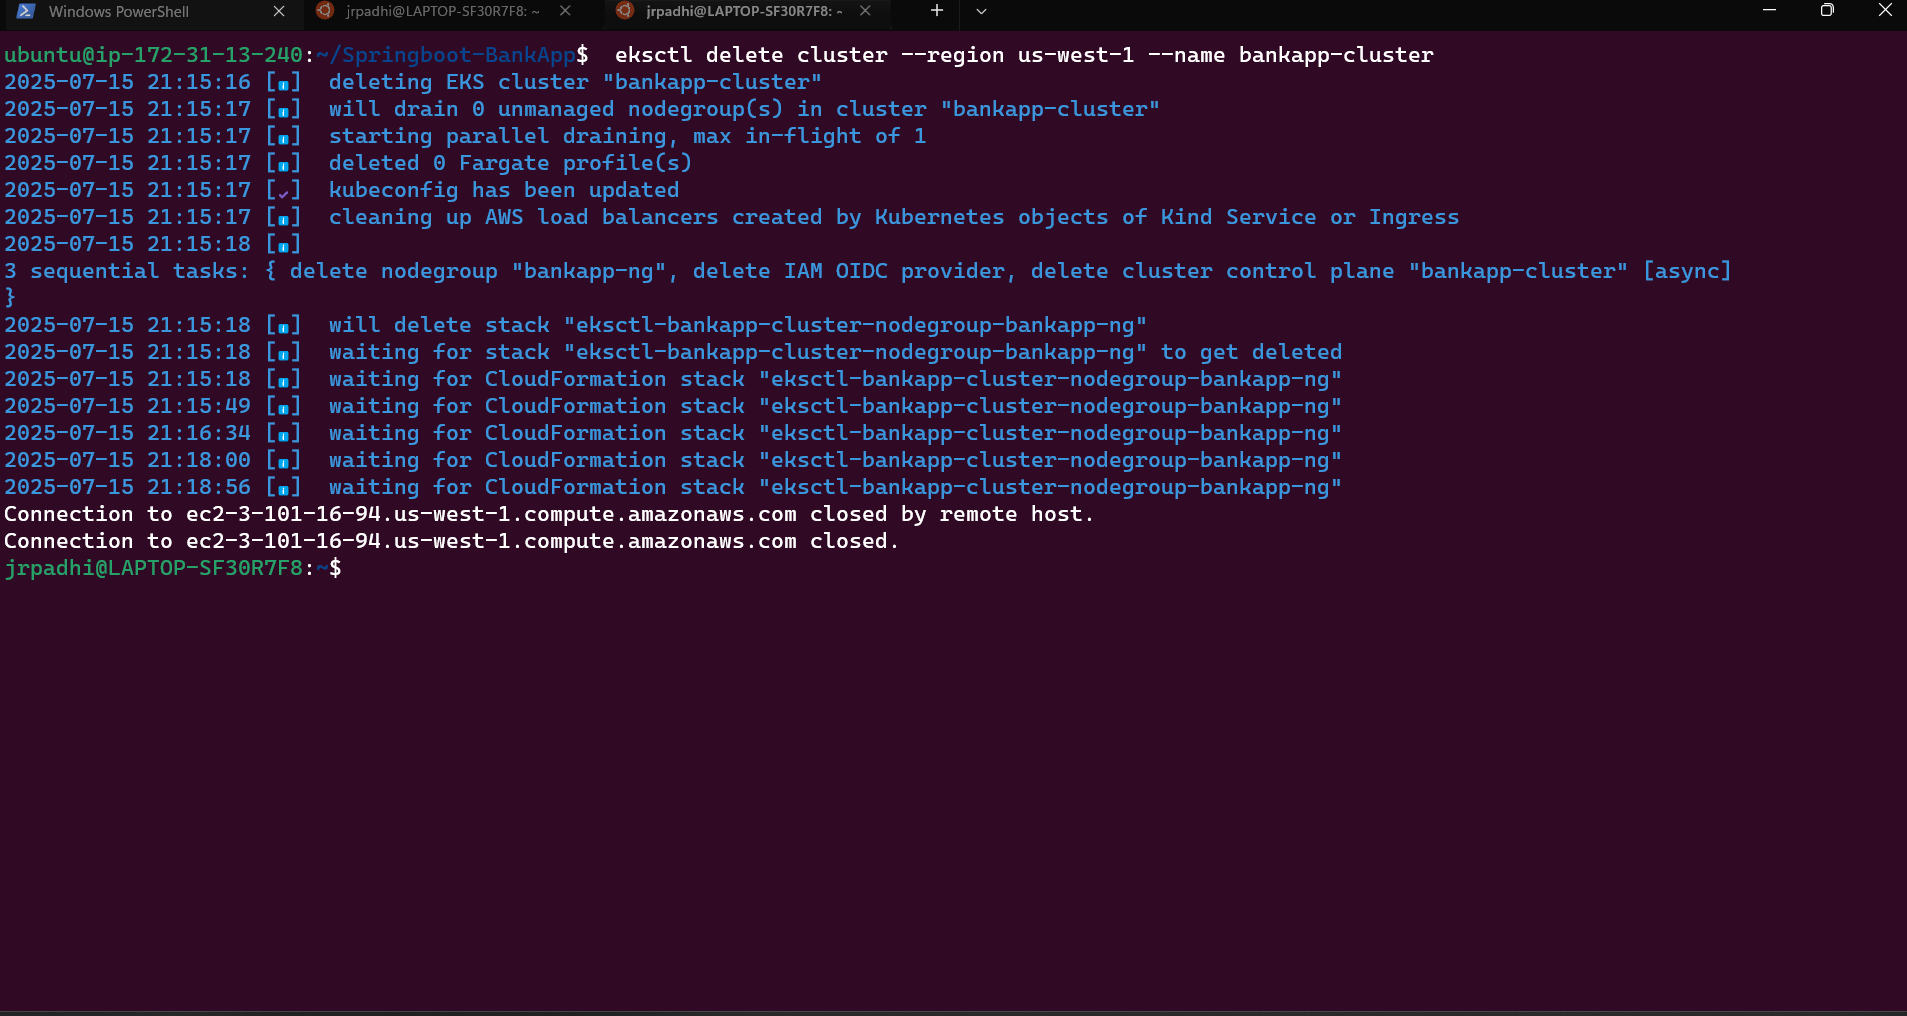 Windows PowerShell
jrpadhi@LAPTOP-SF30R7F8: ~
jrpadhi@LAPTOP-SF30R7F8: ~
ubuntu@ip-172-31-13-240:~/Springboot-BankApp$  eksctl delete cluster --region us-west-1 --name bankapp-cluster
2025-07-15 21:15:16 [ℹ]  deleting EKS cluster "bankapp-cluster"
2025-07-15 21:15:17 [ℹ]  will drain 0 unmanaged nodegroup(s) in cluster "bankapp-cluster"
2025-07-15 21:15:17 [ℹ]  starting parallel draining, max in-flight of 1
2025-07-15 21:15:17 [ℹ]  deleted 0 Fargate profile(s)
2025-07-15 21:15:17 [✔]  kubeconfig has been updated
2025-07-15 21:15:17 [ℹ]  cleaning up AWS load balancers created by Kubernetes objects of Kind Service or Ingress
2025-07-15 21:15:18 [ℹ]
3 sequential tasks: { delete nodegroup "bankapp-ng", delete IAM OIDC provider, delete cluster control plane "bankapp-cluster" [async]
}
2025-07-15 21:15:18 [ℹ]  will delete stack "eksctl-bankapp-cluster-nodegroup-bankapp-ng"
2025-07-15 21:15:18 [ℹ]  waiting for stack "eksctl-bankapp-cluster-nodegroup-bankapp-ng" to get deleted
2025-07-15 21:15:18 [ℹ]  waiting for CloudFormation stack "eksctl-bankapp-cluster-nodegroup-bankapp-ng"
2025-07-15 21:15:49 [ℹ]  waiting for CloudFormation stack "eksctl-bankapp-cluster-nodegroup-bankapp-ng"
2025-07-15 21:16:34 [ℹ]  waiting for CloudFormation stack "eksctl-bankapp-cluster-nodegroup-bankapp-ng"
2025-07-15 21:18:00 [ℹ]  waiting for CloudFormation stack "eksctl-bankapp-cluster-nodegroup-bankapp-ng"
2025-07-15 21:18:56 [ℹ]  waiting for CloudFormation stack "eksctl-bankapp-cluster-nodegroup-bankapp-ng"
Connection to ec2-3-101-16-94.us-west-1.compute.amazonaws.com closed by remote host.
Connection to ec2-3-101-16-94.us-west-1.compute.amazonaws.com closed.
jrpadhi@LAPTOP-SF30R7F8:~$